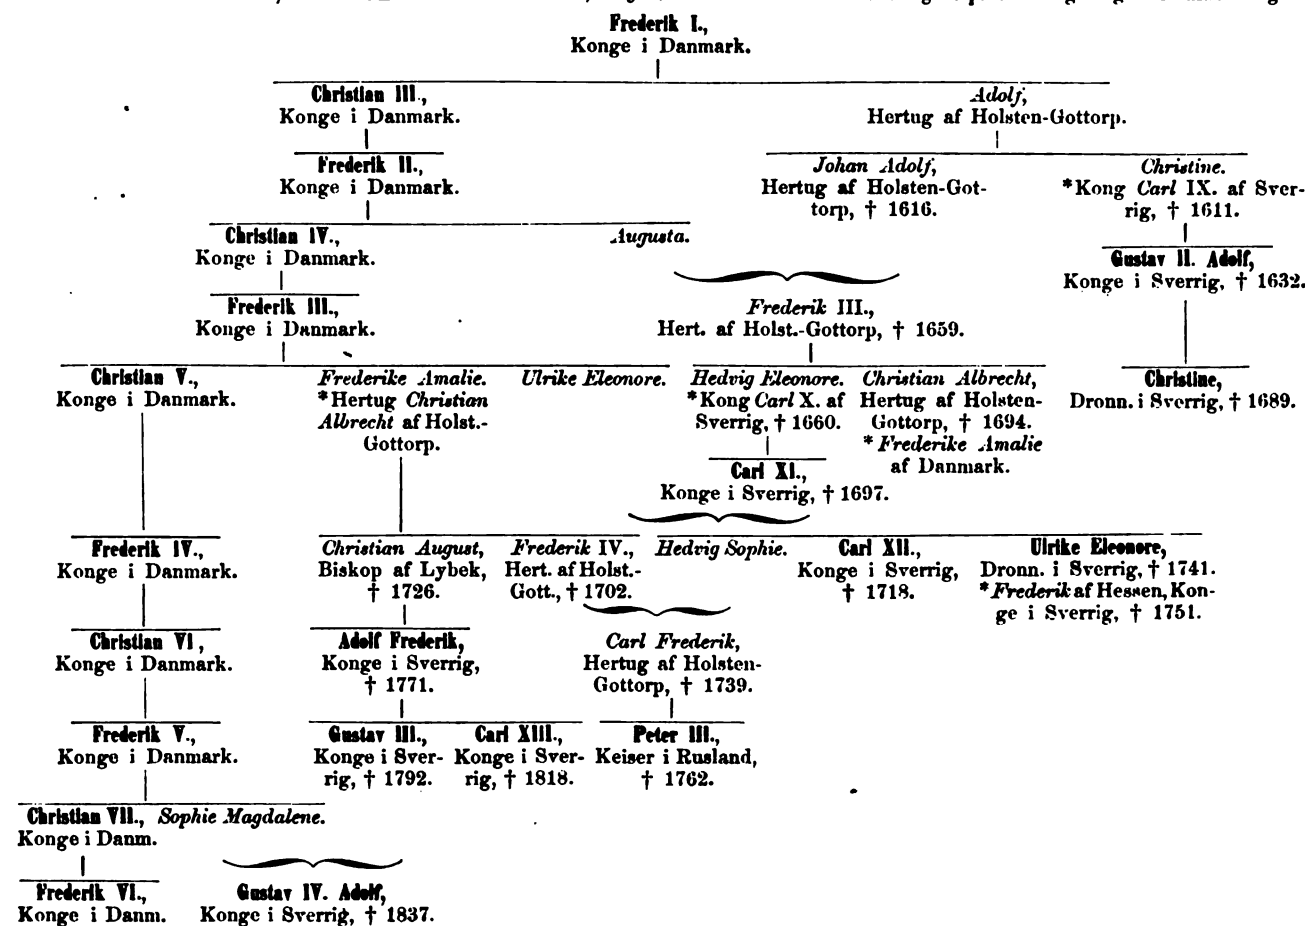 Frederik I.,
Konge i Danmark.
Christian III.,
Konge i Danmark.
Adolf,
Hertug af Holsten-Gottorp.
Frederik II.,
Konge i Danmark.
Johan Adolf,
Hertug af Holsten-Got-
torp, † 1616.
Christine.
*Kong Carl IX. af Sver-
rig, † 1611.
Christian IV.,
Konge i Danmark.
Augusta.
Gustav II. Adolf,
Konge i Sverrig, † 1632.
Frederik III.,
Konge i Danmark.
Frederik III.,
Hert. af Holst.-Gottorp, † 1659.
Christian V.,
Konge i Danmark.
Frederike Amalie.
*Hertug Christian
Albrecht af Holst.-
Gottorp.
Ulrike Eleonore.
Hedvig Eleonore.
*Kong Carl X. af
Sverrig, † 1660.
Christian Albrecht,
Hertug af Holsten-
Gottorp, † 1694.
*Frederike Amalie
af Danmark.
Christine,
Dronn. i Sverrig, † 1689.
Carl XI.,
Konge i Sverrig, † 1697.
Frederik IV.,
Konge i Danmark.
Christian August,
Biskop af Lybek,
† 1726.
Frederik IV.,
Hert. af Holst.-
Gott., † 1702.
Hedvig Sophie.
Carl XII.,
Konge i Sverrig,
† 1718.
Ulrike Eleonore,
Dronn. i Sverrig, † 1741.
*Frederik af Hessen, Kon-
ge i Sverrig, † 1751.
Christian VI,
Konge i Danmark.
Adolf Frederik,
Konge i Sverrig,
† 1771.
Carl Frederik,
Hertug af Holsten-
Gottorp, † 1739.
Frederik V.,
Konge i Danmark.
Gustav III.,
Konge i Sver-
rig, † 1792.
Carl XIII.,
Konge i Sver-
rig, † 1818.
Peter III.,
Keiser i Rusland,
† 1762.
Christian VII.,
Konge i Danm.
Sophie Magdalene.
Frederik VI.,
Konge i Danm.
Gustav IV. Adolf,
Konge i Sverrig, † 1837.